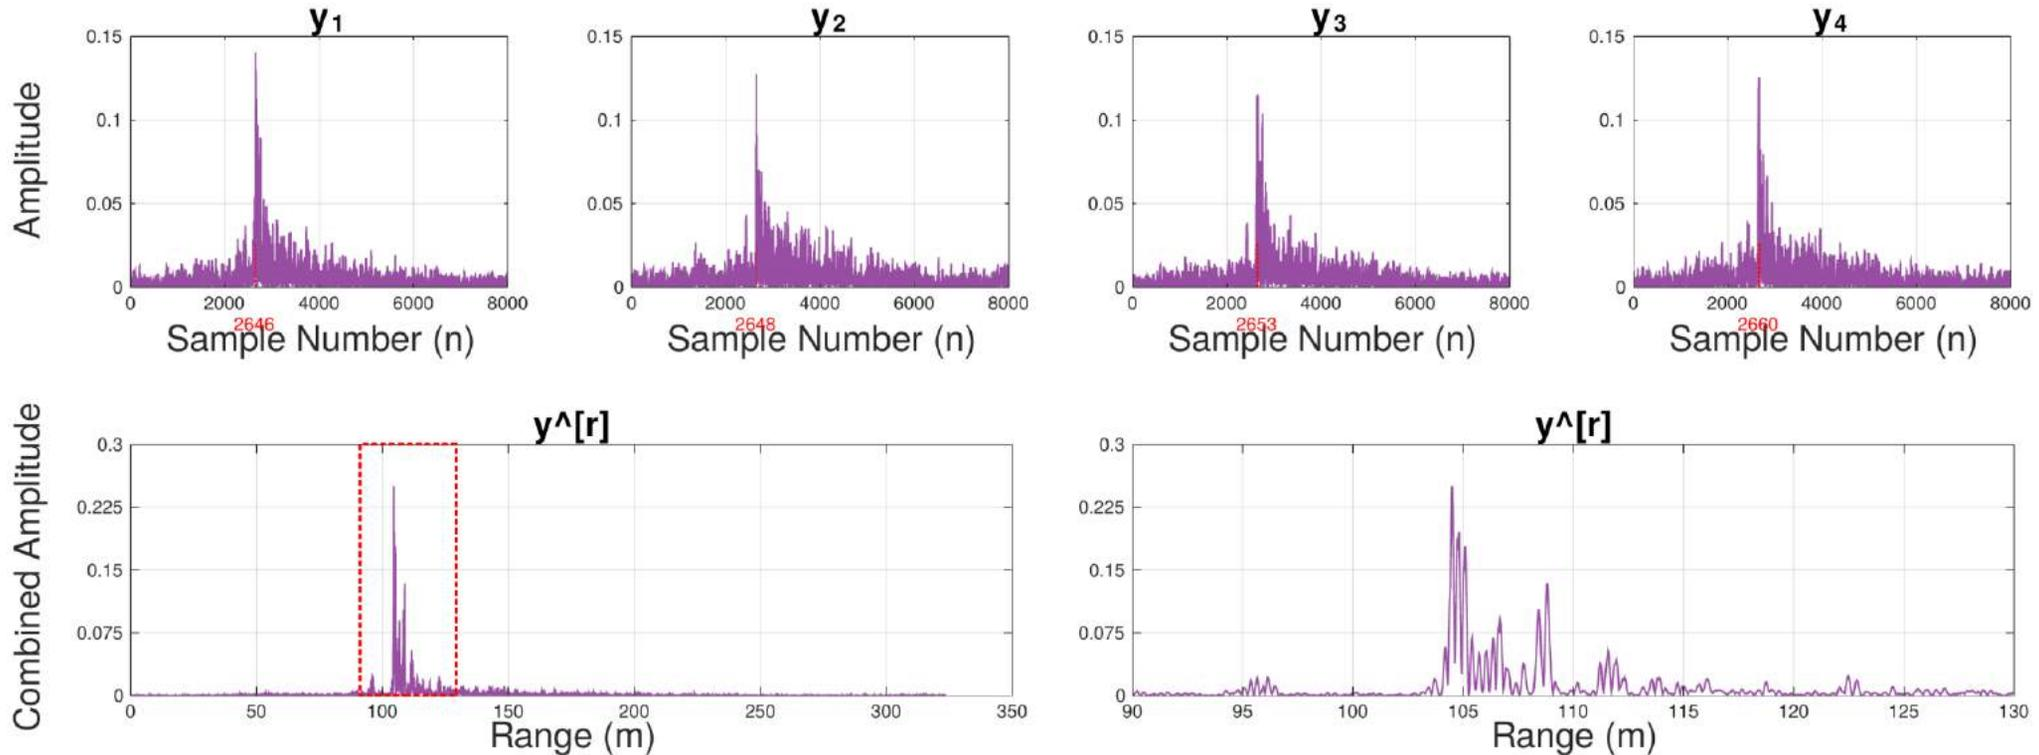 y1 y2 y3 y4
Amplitude
0.15 0.15 0.15 0.15
0.1 0.1 0.1 0.1
0.05 0.05 0.05 0.05
0 0 0 0
0 2000 4000 6000 8000 0 2000 4000 6000 8000 0 2000 4000 6000 8000 0 2000 4000 6000 8000
2646 2648 2653 2660
Sample Number (n) Sample Number (n) Sample Number (n) Sample Number (n)
y^[r] y^[r]
Combined Amplitude
0.3 0.3
0.225 0.225
0.15 0.15
0.075 0.075
0 0
0 50 100 150 200 250 300 350 90 95 100 105 110 115 120 125 130
Range (m) Range (m)